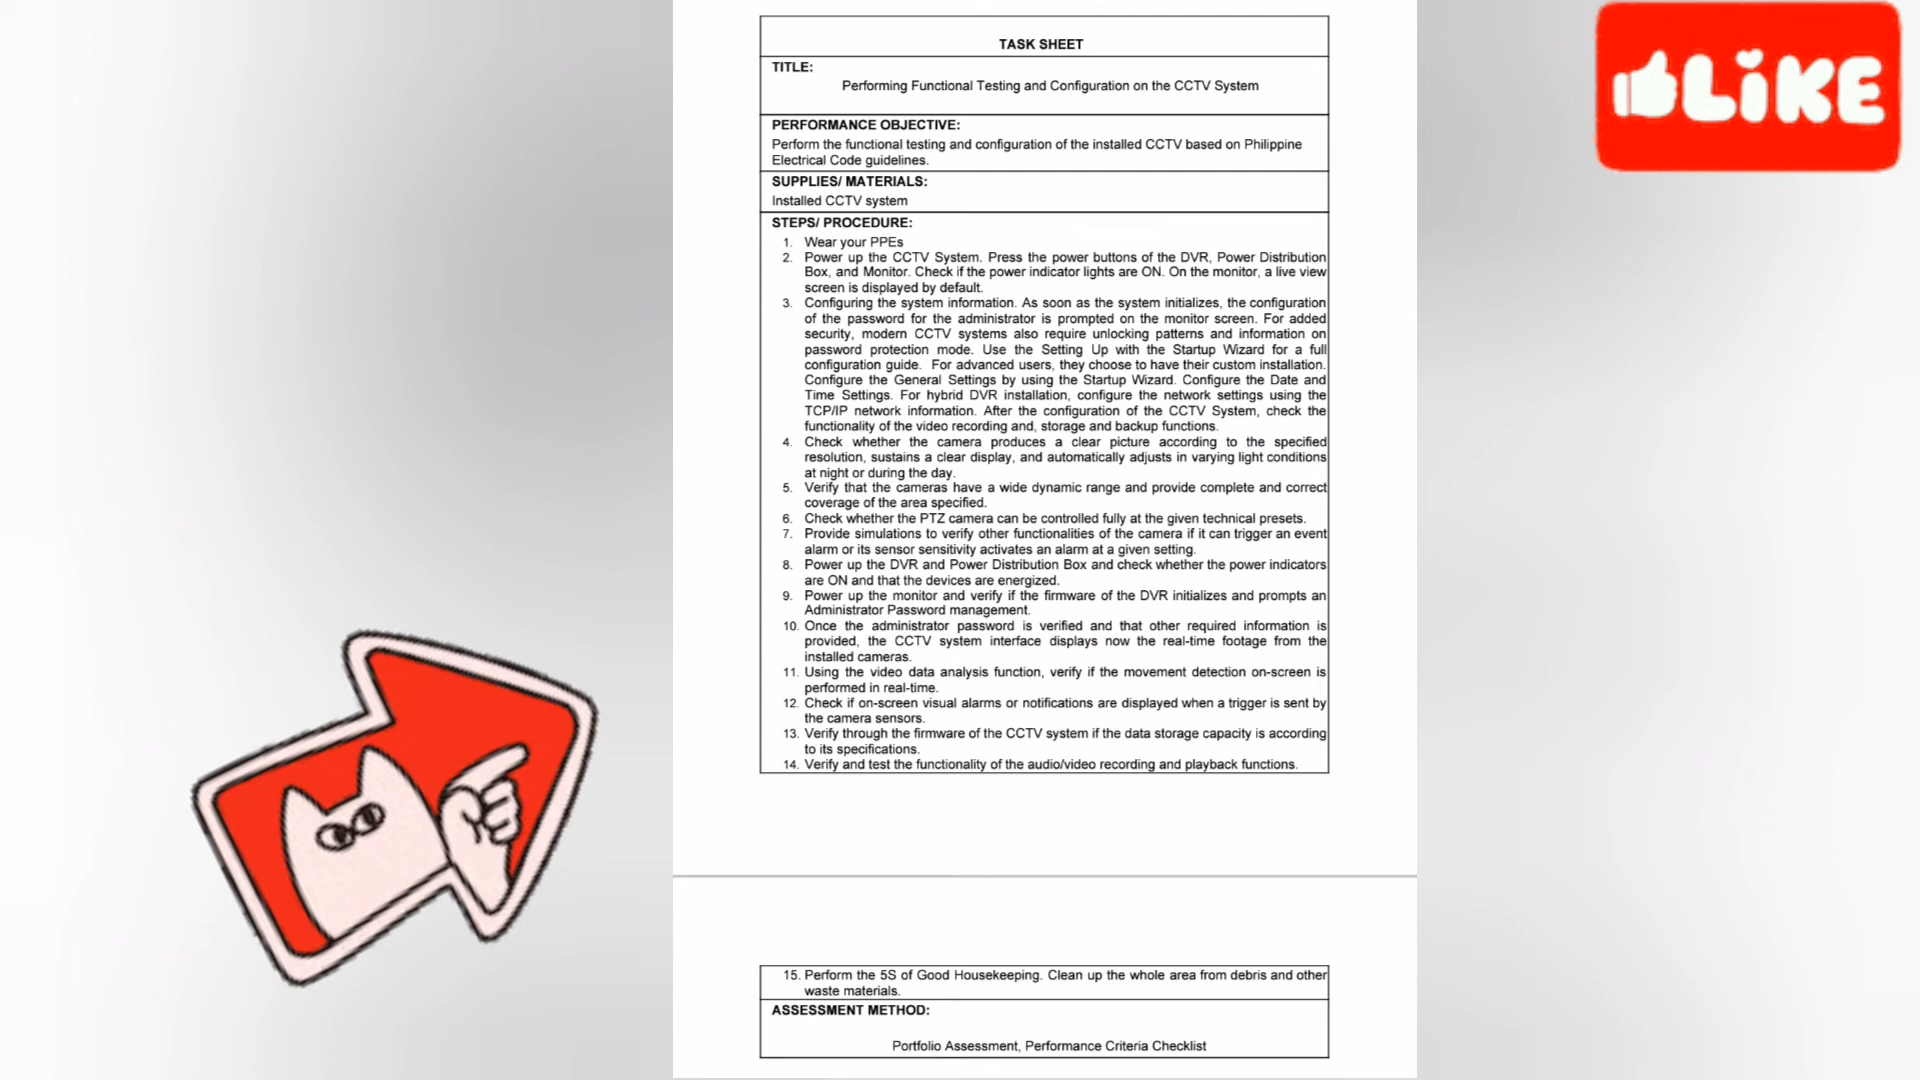 TASK SHEET
TITLE:
Performing Functional Testing and Configuration on the CCTV System
PERFORMANCE OBJECTIVE:
Perform the functional testing and configuration of the installed CCTV based on Philippine
Electrical Code guidelines.
SUPPLIES/ MATERIALS:
Installed CCTV system
STEPS/ PROCEDURE:
1. Wear your PPEs
2. Power up the CCTV System. Press the power buttons of the DVR, Power Distribution
Box, and Monitor. Check if the power indicator lights are ON. On the monitor, a live view
screen is displayed by default.
3. Configuring the system information. As soon as the system initializes, the configuration
of the password for the administrator is prompted on the monitor screen. For added
security, modern CCTV systems also require unlocking patterns and information on
password protection mode. Use the Setting Up with the Startup Wizard for a full
configuration guide. For advanced users, they choose to have their custom installation.
Configure the General Settings by using the Startup Wizard. Configure the Date and
Time Settings. For hybrid DVR installation, configure the network settings using the
TCP/IP network information. After the configuration of the CCTV System, check the
functionality of the video recording and, storage and backup functions.
4. Check whether the camera produces a clear picture according to the specified
resolution, sustains a clear display, and automatically adjusts in varying light conditions
at night or during the day.
5. Verify that the cameras have a wide dynamic range and provide complete and correct
coverage of the area specified.
6. Check whether the PTZ camera can be controlled fully at the given technical presets.
7. Provide simulations to verify other functionalities of the camera if it can trigger an event
alarm or its sensor sensitivity activates an alarm at a given setting.
8. Power up the DVR and Power Distribution Box and check whether the power indicators
are ON and that the devices are energized.
9. Power up the monitor and verify if the firmware of the DVR initializes and prompts an
Administrator Password management.
10. Once the administrator password is verified and that other required information is
provided, the CCTV system interface displays now the real-time footage from the
installed cameras.
11. Using the video data analysis function, verify if the movement detection on-screen is
performed in real-time.
12. Check if on-screen visual alarms or notifications are displayed when a trigger is sent by
the camera sensors.
13. Verify through the firmware of the CCTV system if the data storage capacity is according
to its specifications.
14. Verify and test the functionality of the audio/video recording and playback functions.
15. Perform the 5S of Good Housekeeping. Clean up the whole area from debris and other
waste materials.
ASSESSMENT METHOD:
Portfolio Assessment, Performance Criteria Checklist
LiKE